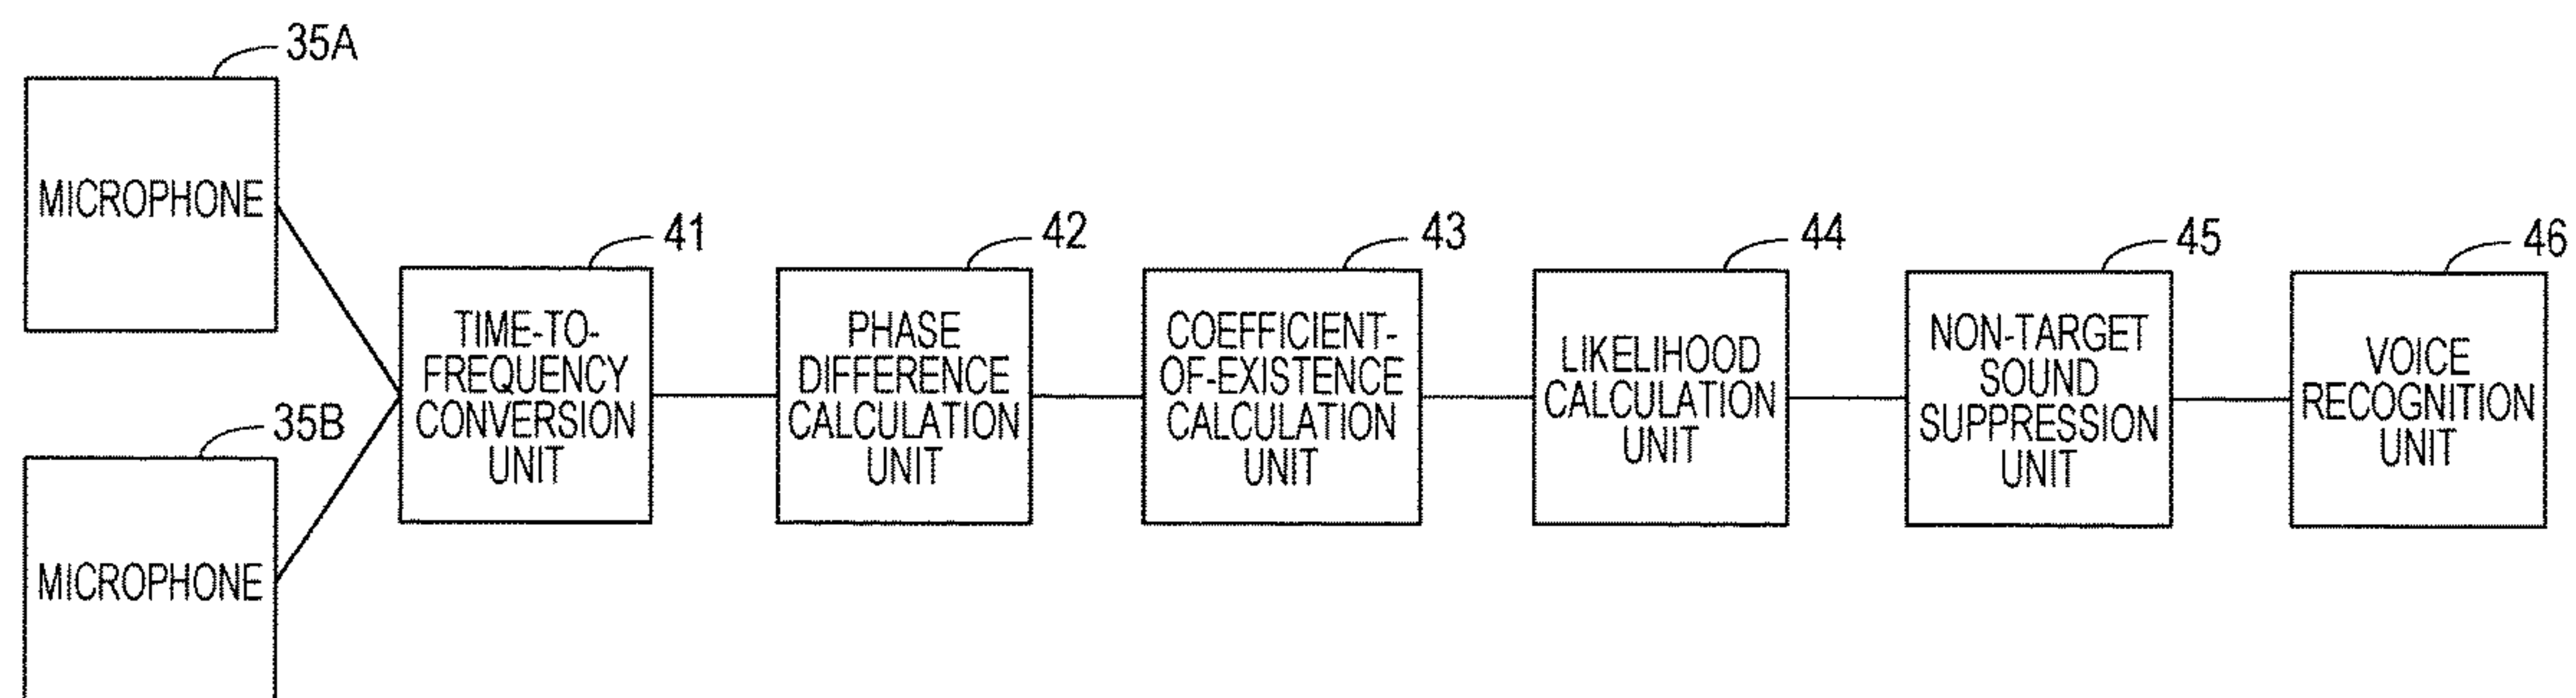 35A
MICROPHONE
35B
MICROPHONE
41
TIME-TO-
FREQUENCY
CONVERSION
UNIT
42
PHASE
DIFFERENCE
CALCULATION
UNIT
43
COEFFICIENT-
OF-EXISTENCE
CALCULATION
UNIT
44
LIKELIHOOD
CALCULATION
UNIT
45
NON-TARGET
SOUND
SUPPRESSION
UNIT
46
VOICE
RECOGNITION
UNIT